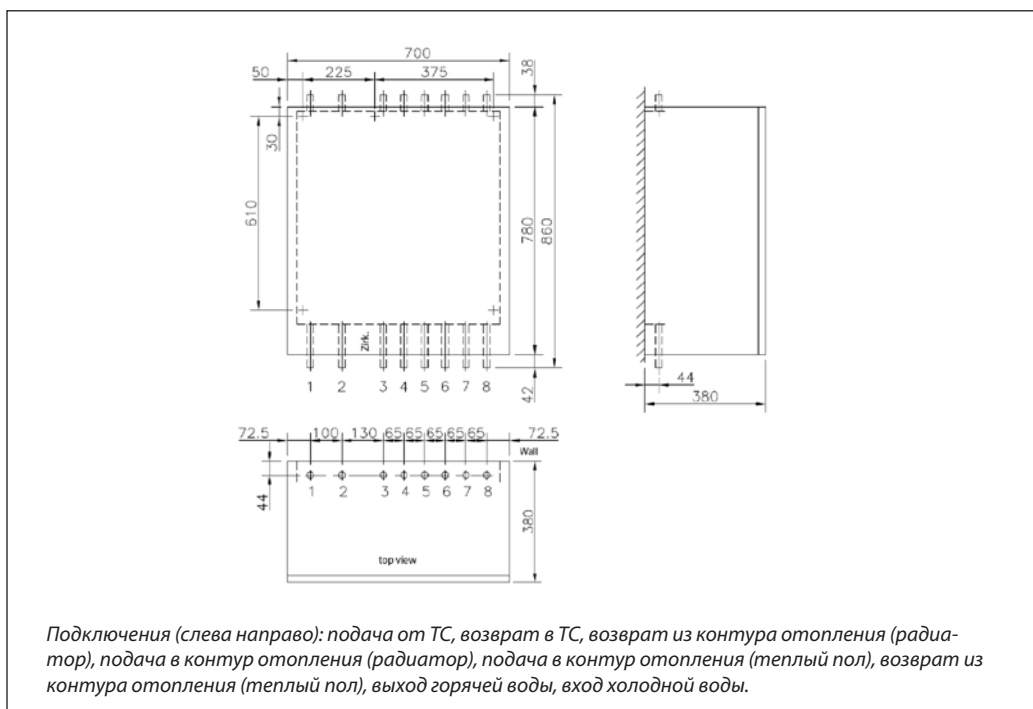 700
50 225 375 38
30
610
780
860
Zirk.
1 2 3 4 5 6 7 8
42
44
380
72.5 100 130 65 65 65 65 65 72.5
Wall
1 2 3 4 5 6 7 8
44
380
top view
Подключения (слева направо): подача от ТС, возврат в ТС, возврат из контура отопления (радиа-
тор), подача в контур отопления (радиатор), подача в контур отопления (теплый пол), возврат из
контура отопления (теплый пол), выход горячей воды, вход холодной воды.